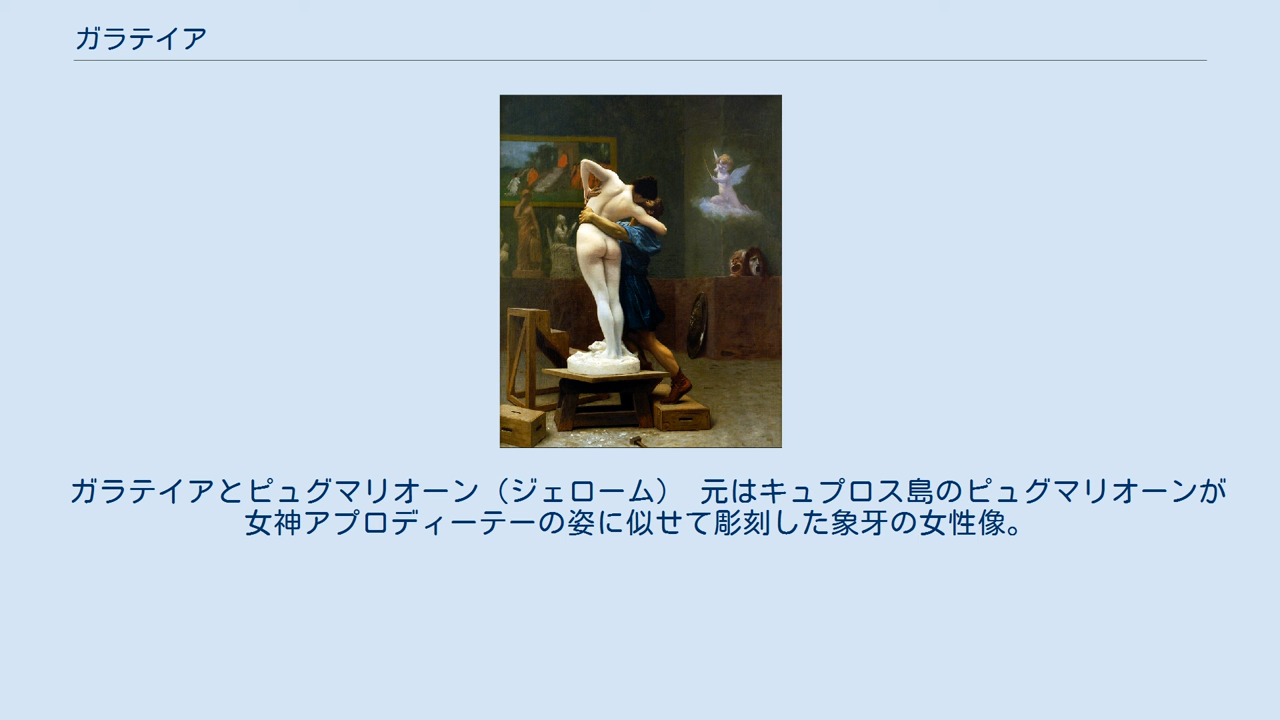 ガラテイア
ガラテイアとピュグマリオーン（ジェローム）　元はキュプロス島のピュグマリオーンが
女神アプロディーテーの姿に似せて彫刻した象牙の女性像。